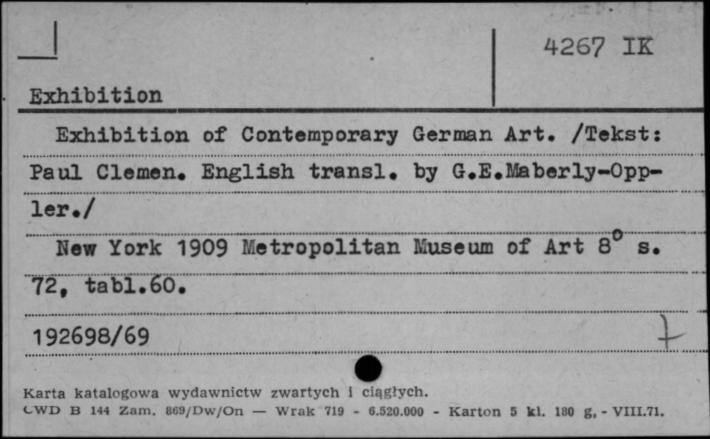 4267 IK
Exhibition
Exhibition of Contemporary German Art. /Tekst:
Paul Clemen. English transl. by G.E.Maberly-Opp-
ler./
New York 1909 Metropolitan Museum of Art 8° s.
72, tabl.60.
192698/69
Karta katalogowa wydawnictw zwartych i ciągłych.
CWD B 144 Zam. 869/Dw/On — Wrak 719 - 6.520.000 - Karton 5 kl. 180 g, - VIII.71.